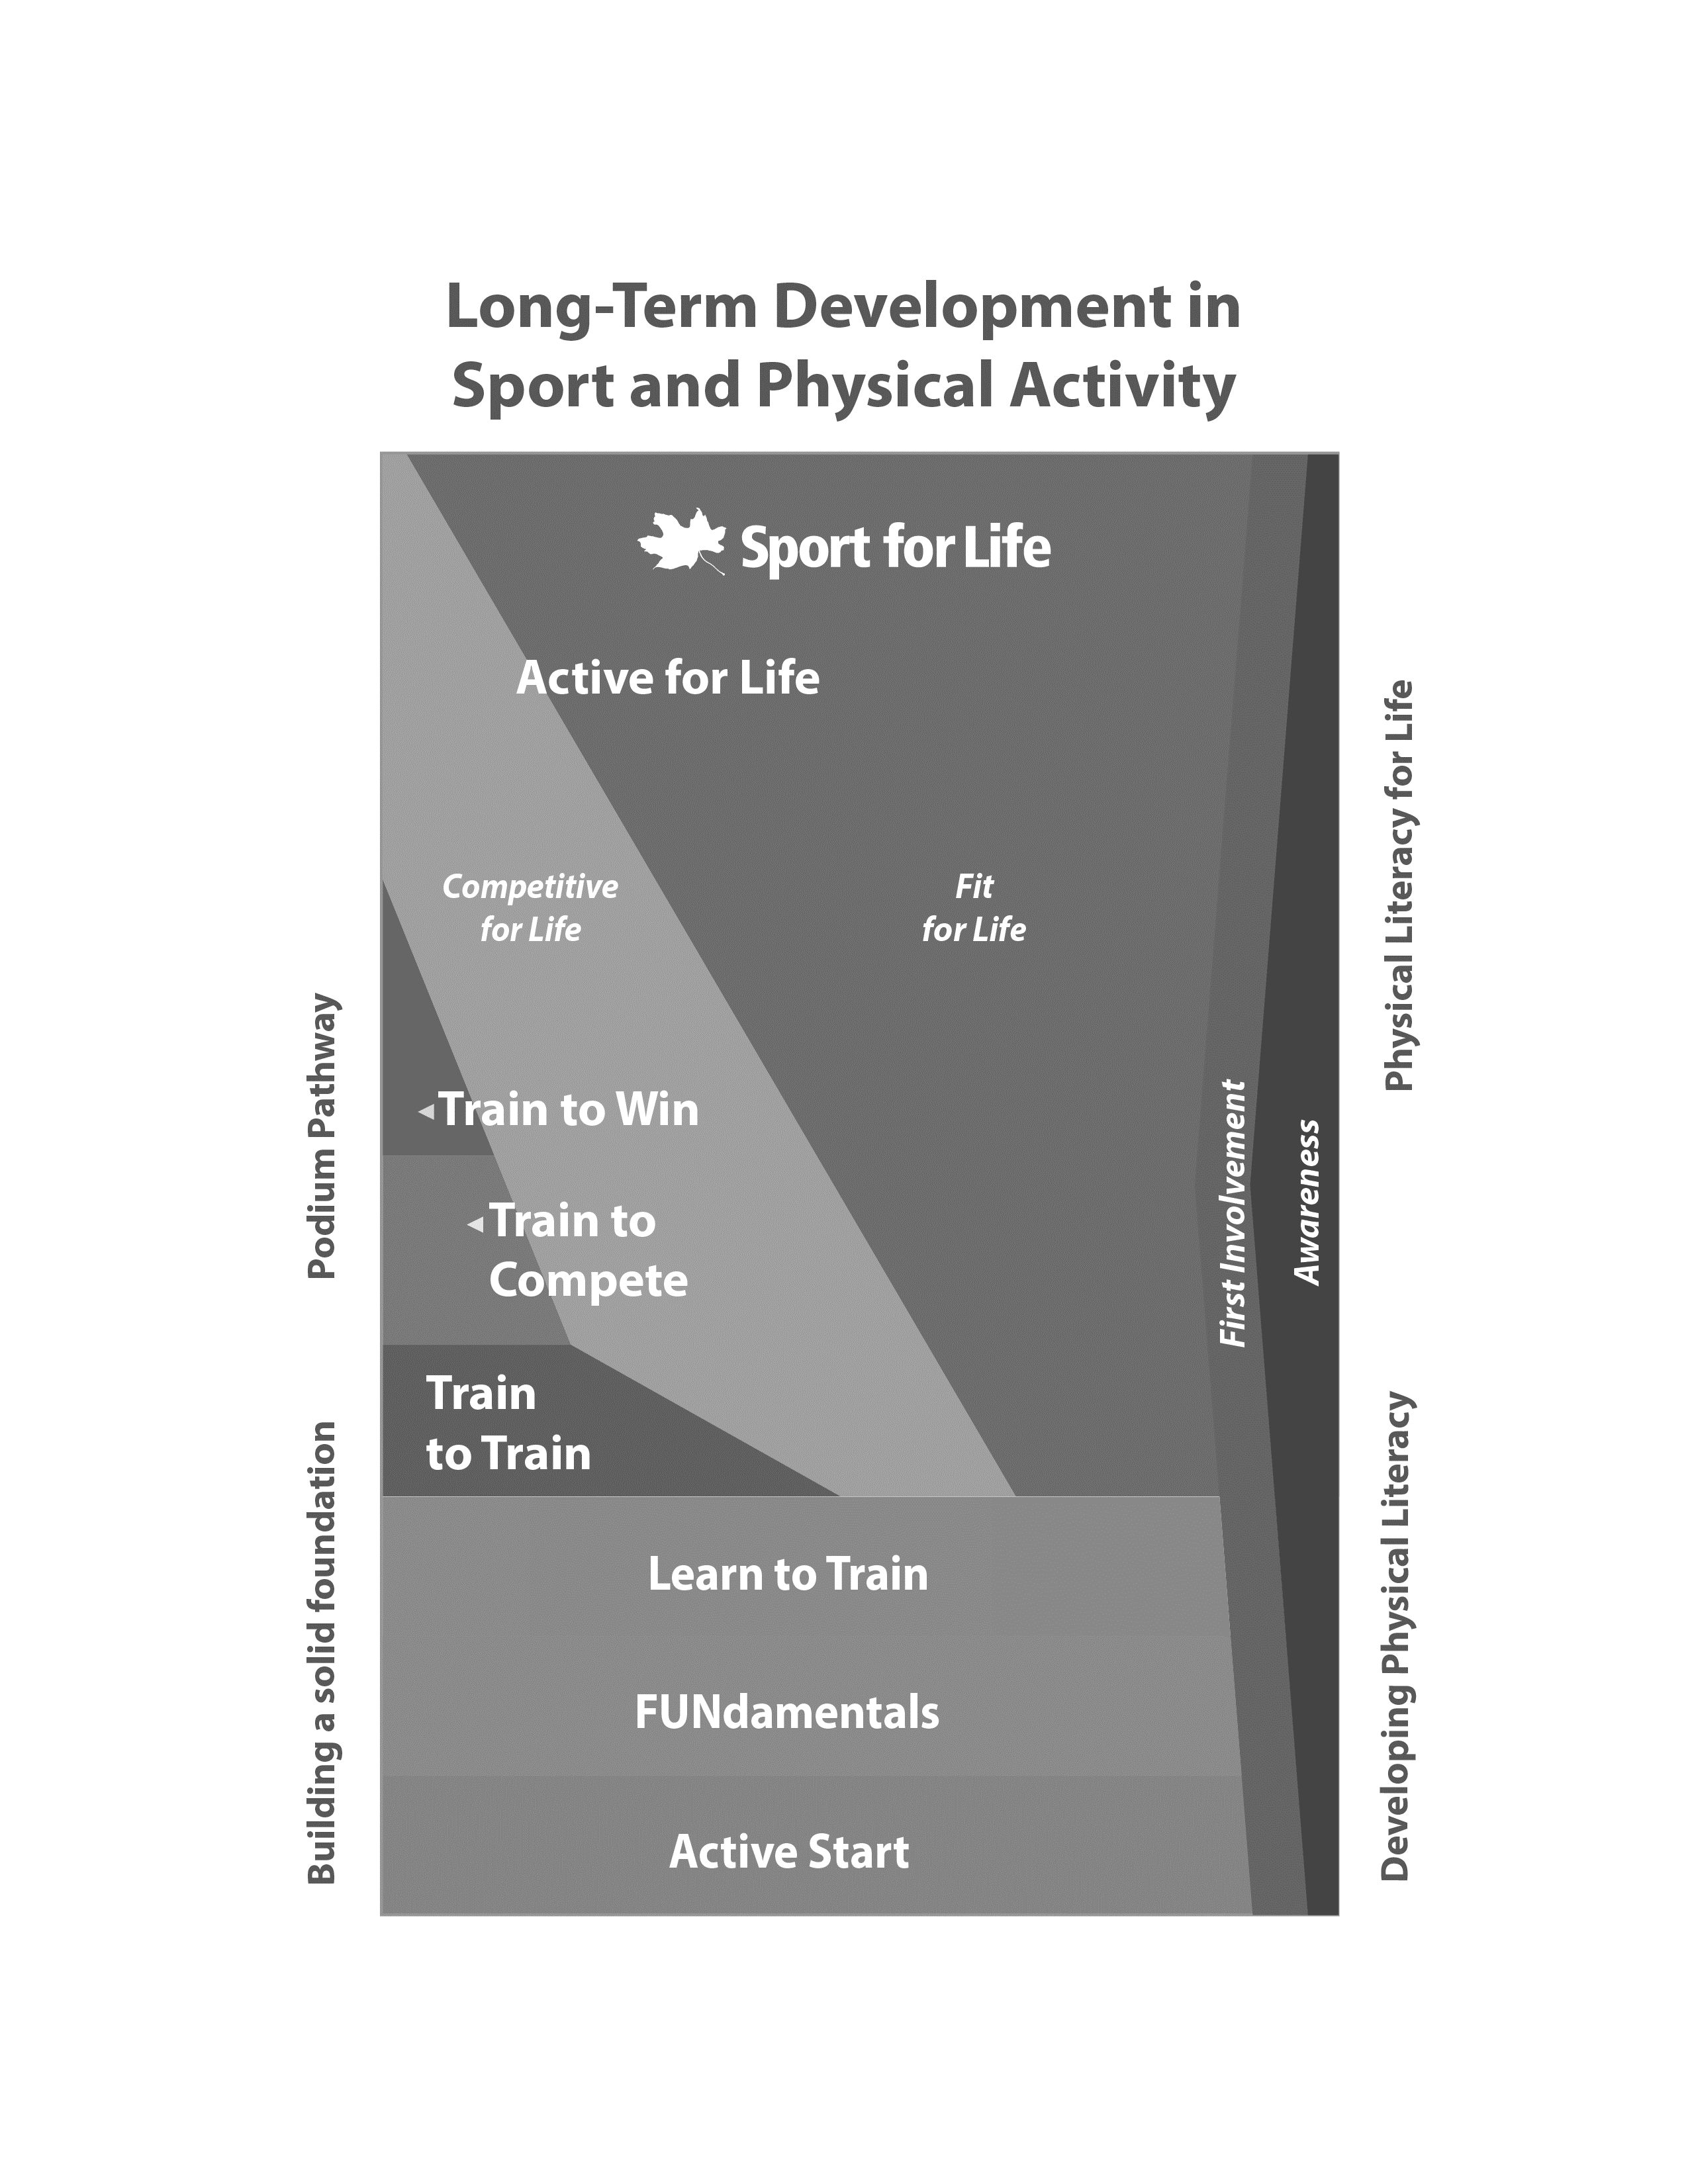 Long-Term Development in
Sport and Physical Activity
Sport for Life
Active for Life
Competitive
for Life
Fit
for Life
Train to Win
Train to
Compete
Train
to Train
Learn to Train
FUNdamentals
Active Start
First Involvement
Awareness
Podium Pathway
Building a solid foundation
Physical Literacy for Life
Developing Physical Literacy